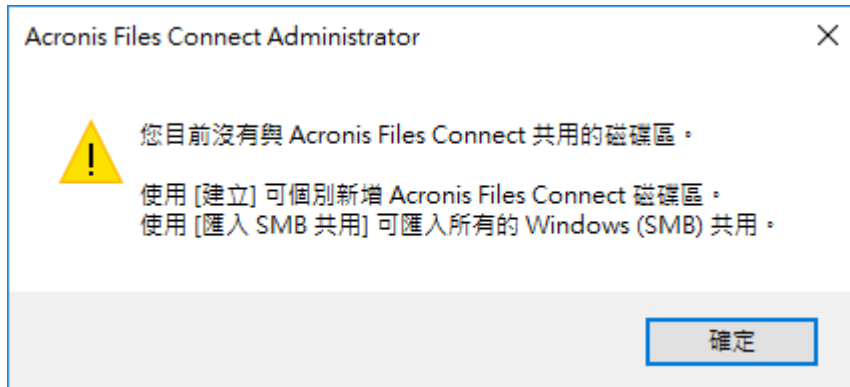 Acronis Files Connect Administrator
您目前沒有與 Acronis Files Connect 共用的磁碟區。
使用 [建立] 可個別新增 Acronis Files Connect 磁碟區。
使用 [匯入 SMB 共用] 可匯入所有的 Windows (SMB) 共用。
確定